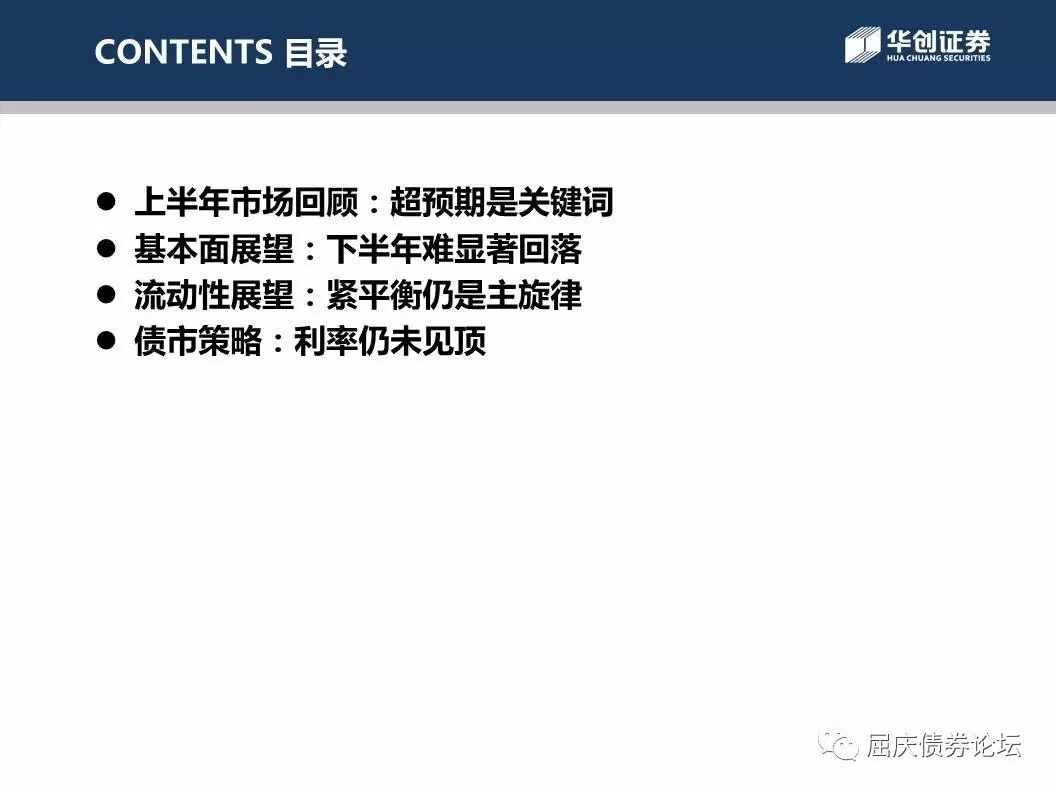 CONTENTS 目录
华创证券
HUA CHUANG SECURITIES
● 上半年市场回顾：超预期是关键词
● 基本面展望：下半年难显著回落
● 流动性展望：紧平衡仍是主旋律
● 债市策略：利率仍未见顶
屈庆债券论坛